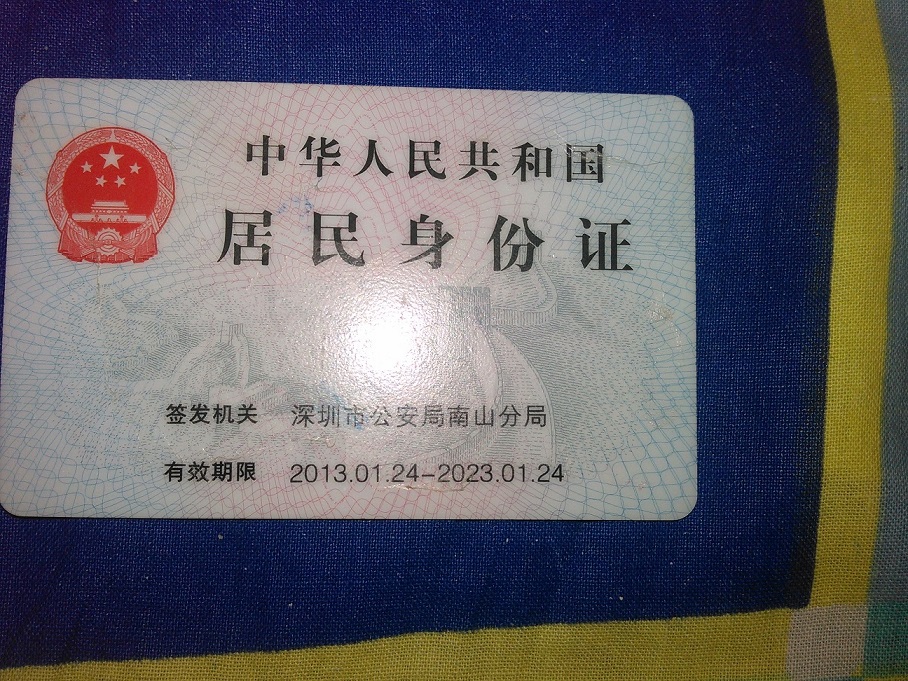 中华人民共和国
居民身份证
签发机关 深圳市公安局南山分局
有效期限 2013.01.24-2023.01.24